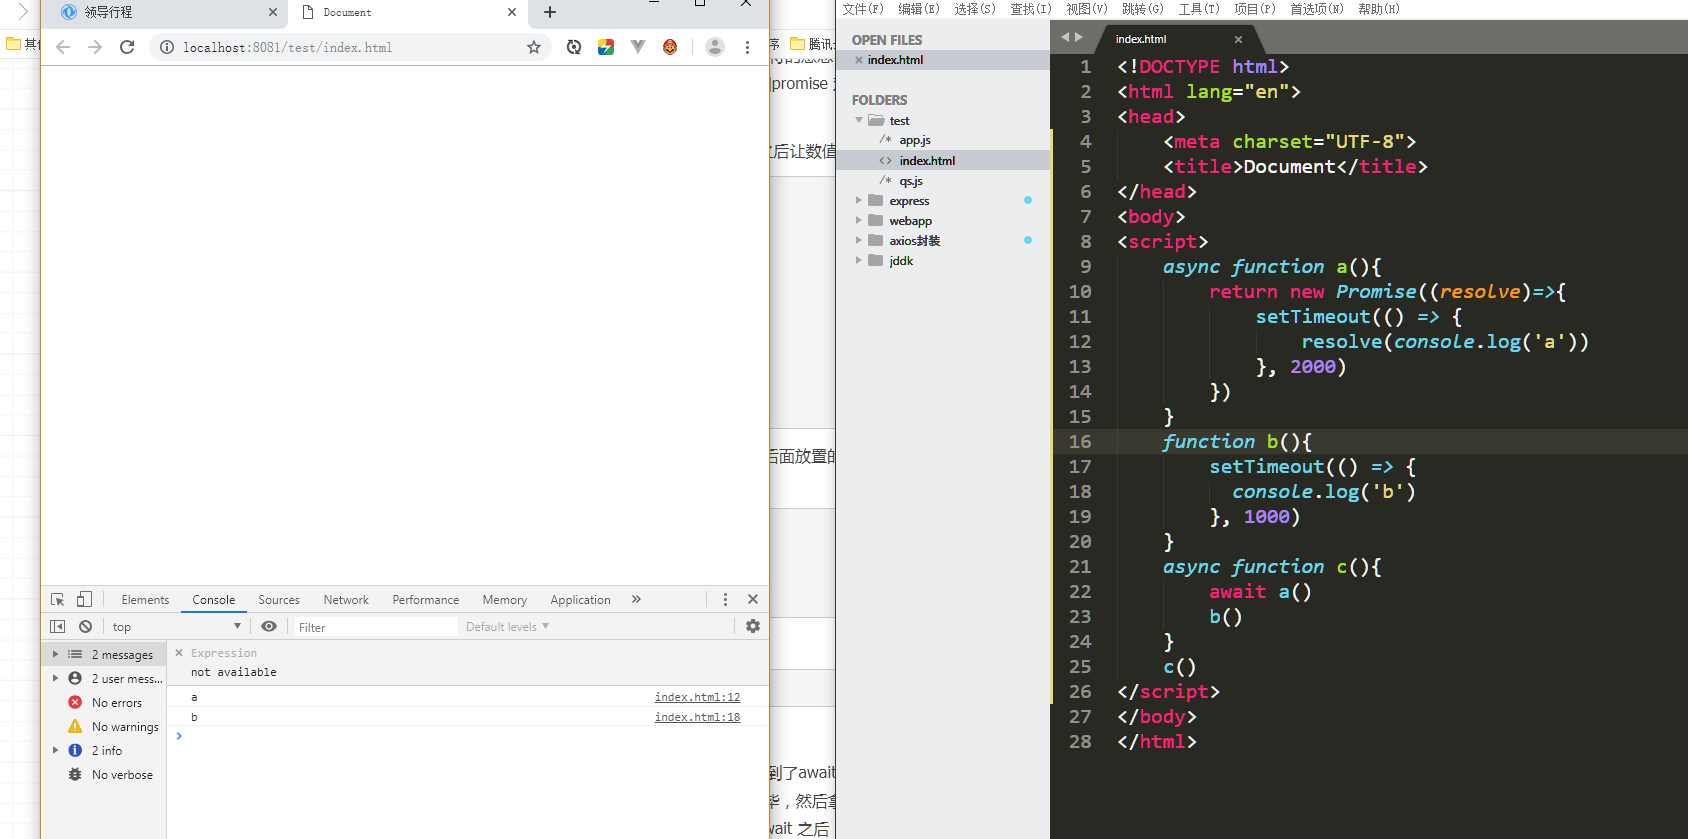 领导行程
Document
localhost:8081/test/index.html
腾讯
promise
之后让数值
后面放置的
到了await
毕，然后拿
wait 之后
Elements Console Sources Network Performance Memory Application »
top Filter Default levels
2 messages
2 user mess...
No errors
No warnings
2 info
No verbose
Expression
not available
a index.html:12
b index.html:18
文件(F) 编辑(E) 选择(S) 查找(I) 视图(V) 跳转(G) 工具(T) 项目(P) 首选项(N) 帮助(H)
OPEN FILES
index.html
FOLDERS
test
app.js
index.html
qs.js
express
webapp
axios封装
jddk
index.html
1 <!DOCTYPE html>
2 <html lang="en">
3 <head>
4 <meta charset="UTF-8">
5 <title>Document</title>
6 </head>
7 <body>
8 <script>
9 async function a(){
10 return new Promise((resolve)=>{
11 setTimeout(() => {
12 resolve(console.log('a'))
13 }, 2000)
14 })
15 }
16 function b(){
17 setTimeout(() => {
18 console.log('b')
19 }, 1000)
20 }
21 async function c(){
22 await a()
23 b()
24 }
25 c()
26 </script>
27 </body>
28 </html>